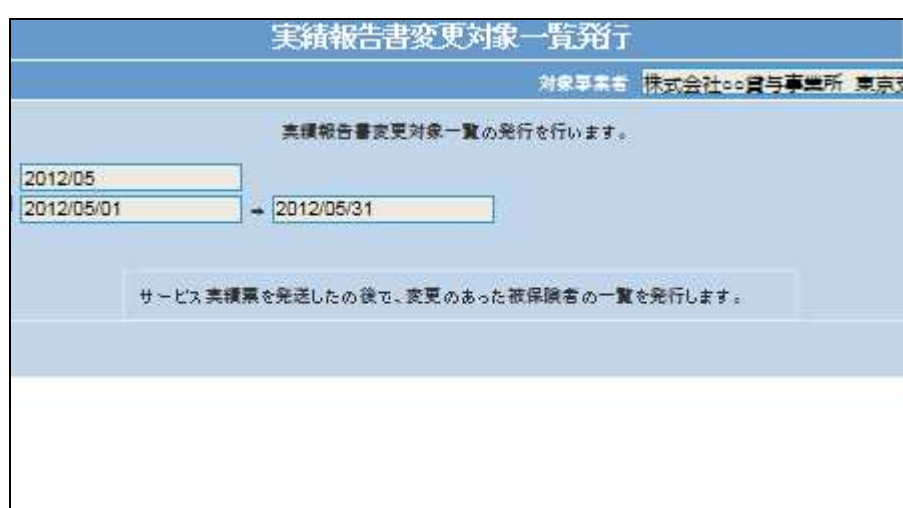 実績報告書変更対象一覧発行
対象事業者 株式会社○○貸与事業所 東京
実績報告書変更対象一覧の発行を行います。
2012/05
2012/05/01 → 2012/05/31
サービス実績票を発送したの後で、変更のあった被保険者の一覧を発行します。